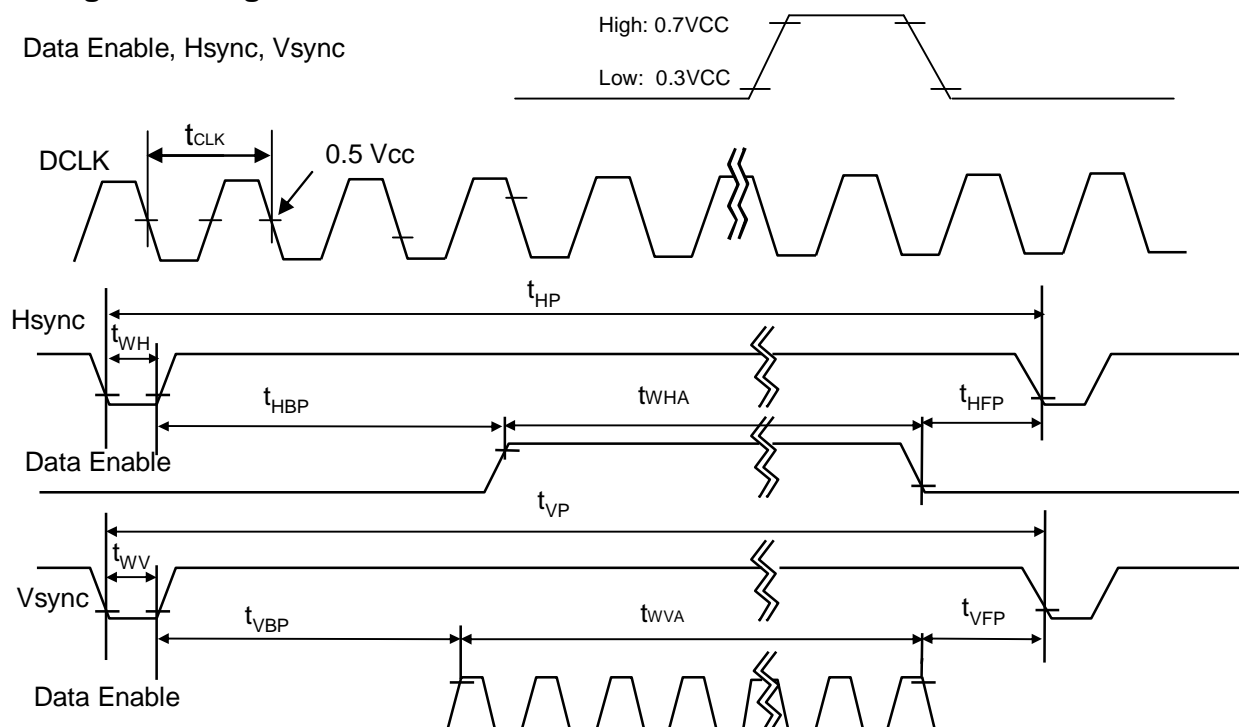 High: 0.7VCC
Data Enable, Hsync, Vsync
Low: 0.3VCC
tCLK
DCLK
0.5 Vcc
tHP
Hsync
tWH
tHBP
tWHA
tHFP
Data Enable
tVP
tWV
Vsync
tVBP
tWVA
tVFP
Data Enable